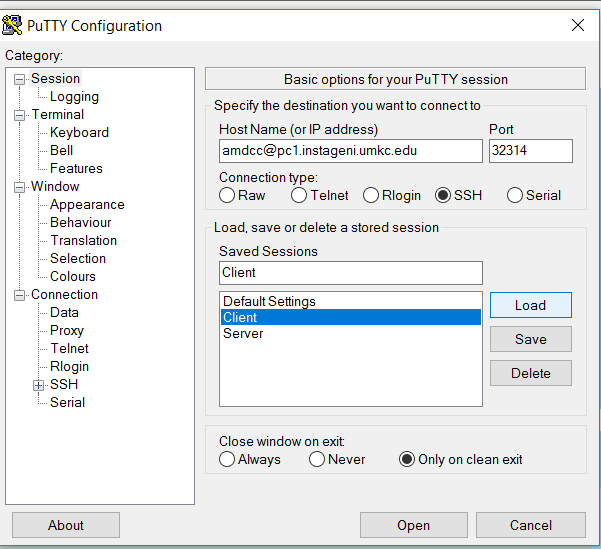 PuTTY Configuration
Category:
Session
Logging
Terminal
Keyboard
Bell
Features
Window
Appearance
Behaviour
Translation
Selection
Colours
Connection
Data
Proxy
Telnet
Rlogin
SSH
Serial
Basic options for your PuTTY session
Specify the destination you want to connect to
Host Name (or IP address) Port
amdcc@pc1.instageni.umkc.edu 32314
Connection type:
Raw Telnet Rlogin SSH Serial
Load, save or delete a stored session
Saved Sessions
Client
Default Settings
Client
Server
Load
Save
Delete
Close window on exit:
Always Never Only on clean exit
About Open Cancel